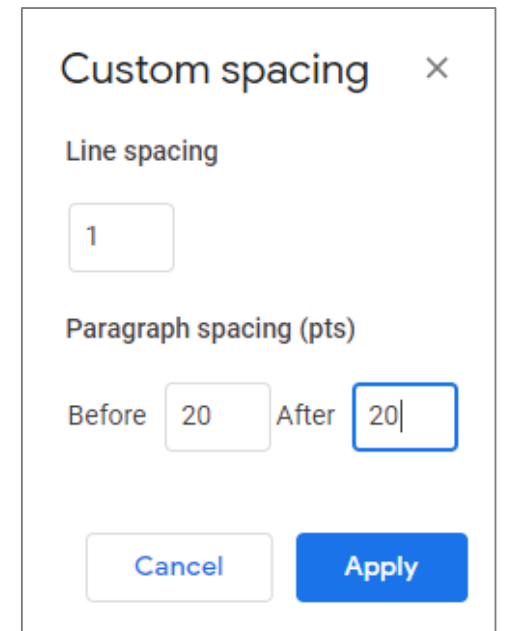 Custom spacing ×
Line spacing
1
Paragraph spacing (pts)
Before 20 After 20
Cancel Apply